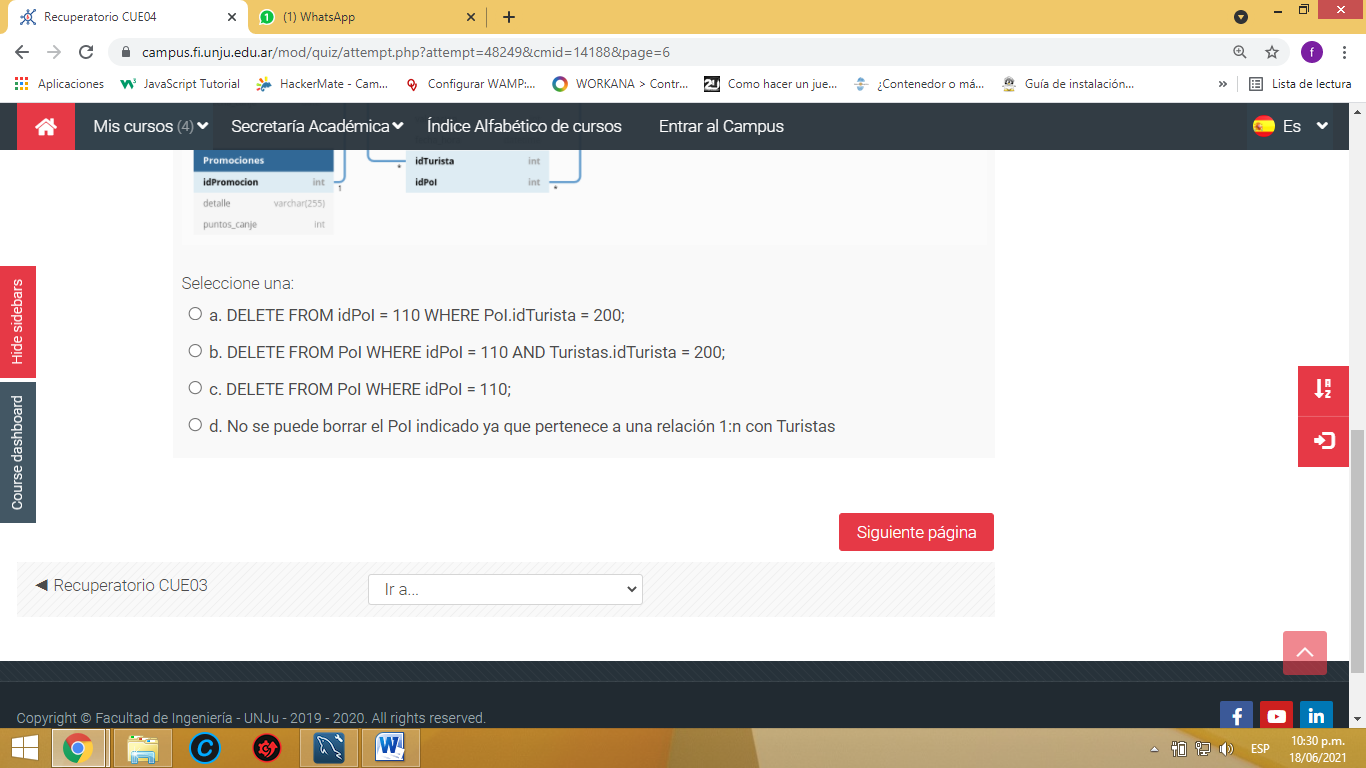 Recuperatorio CUE04
(1) WhatsApp
campus.fi.unju.edu.ar/mod/quiz/attempt.php?attempt=48249&cmid=14188&page=6
f
Aplicaciones
JavaScript Tutorial
HackerMate - Cam...
Configurar WAMP:...
WORKANA > Contr...
Como hacer un jue...
¿Contenedor o má...
Guía de instalación...
»
Lista de lectura
Mis cursos (4)
Secretaría Académica
Índice Alfabético de cursos
Entrar al Campus
Es
Promociones
idPromocion int
1
detalle varchar(255)
puntos_canje int
* idTurista int
idPoI int *
Seleccione una:
a. DELETE FROM idPoI = 110 WHERE PoI.idTurista = 200;
b. DELETE FROM PoI WHERE idPoI = 110 AND Turistas.idTurista = 200;
c. DELETE FROM PoI WHERE idPoI = 110;
d. No se puede borrar el PoI indicado ya que pertenece a una relación 1:n con Turistas
Hide sidebars
Course dashboard
Siguiente página
◄ Recuperatorio CUE03
Ir a...
Copyright © Facultad de Ingeniería - UNJu - 2019 - 2020. All rights reserved.
ESP
10:30 p.m.
18/06/2021